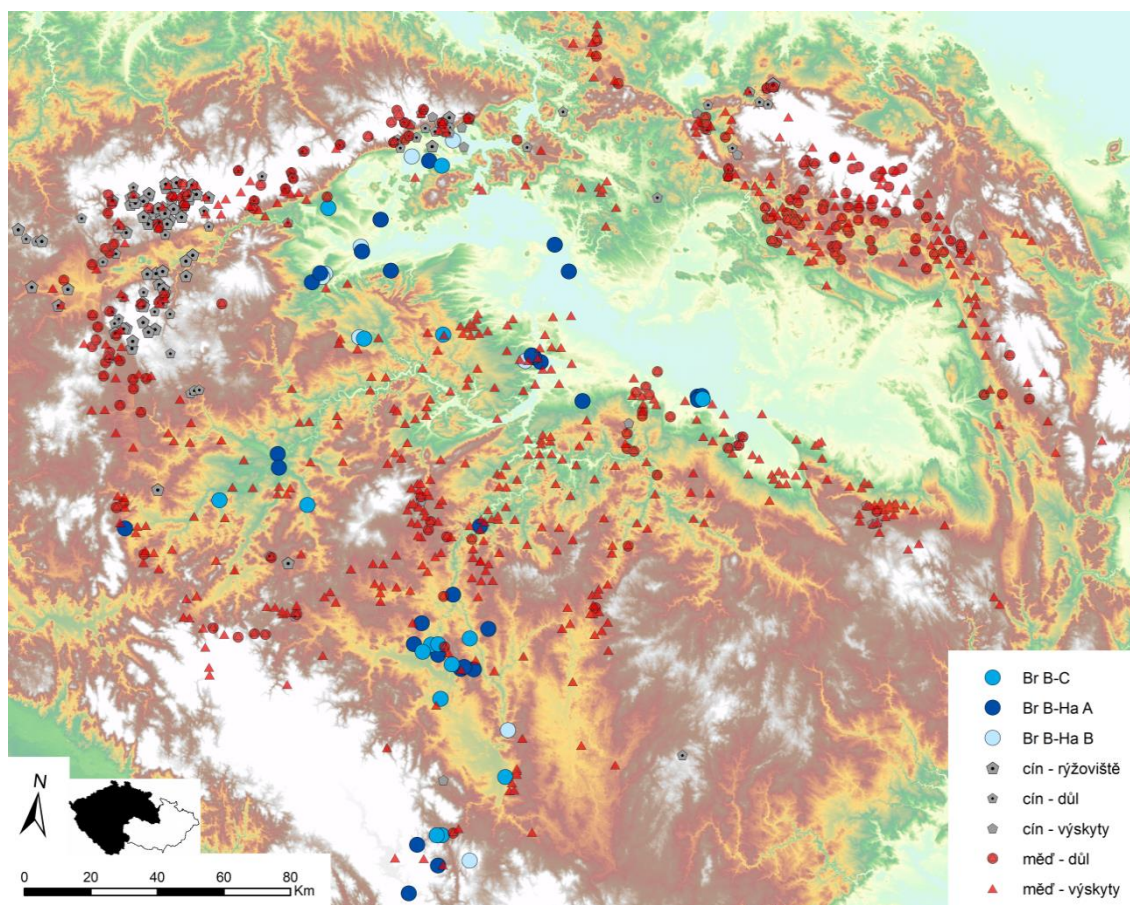 Br B-C
Br B-Ha A
Br B-Ha B
cín - rýžoviště
cín - důl
cín - výskyty
měď - důl
měď - výskyty
N
0 20 40 60 80
Km